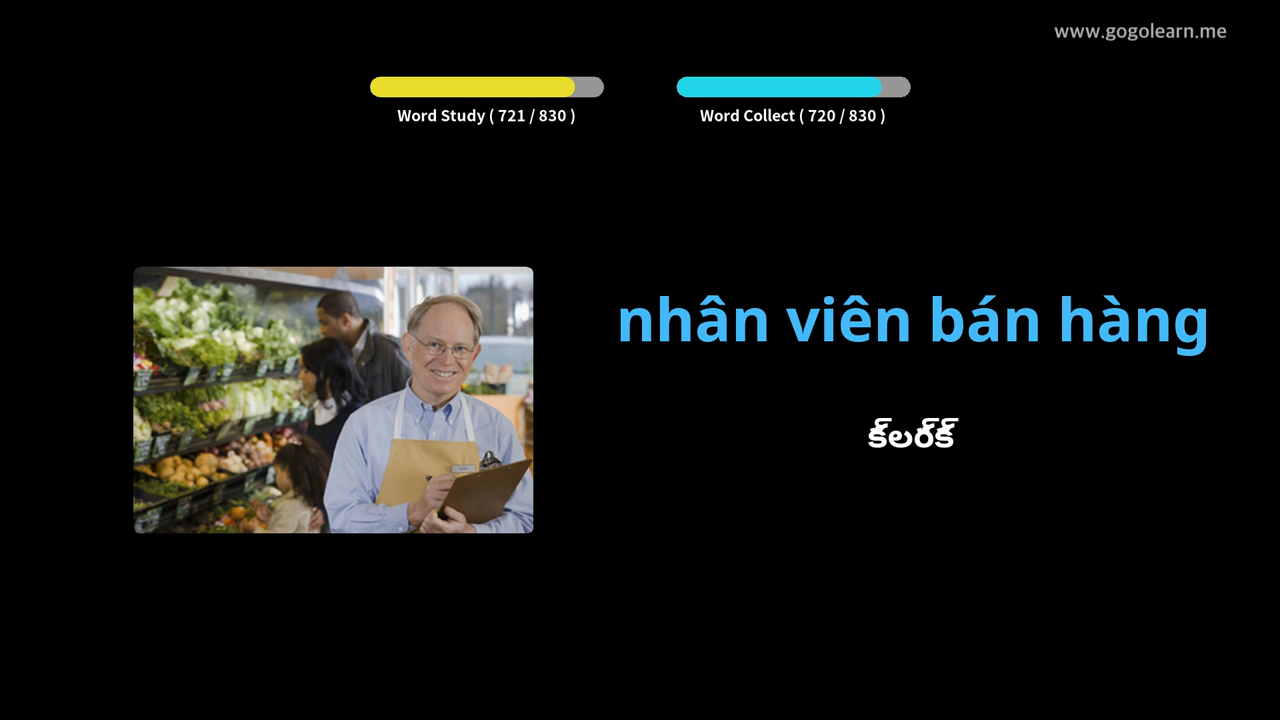 www.gogolearn.me
Word Study ( 721 / 830 )
Word Collect ( 720 / 830 )
nhân viên bán hàng
క్‌లర్‌క్